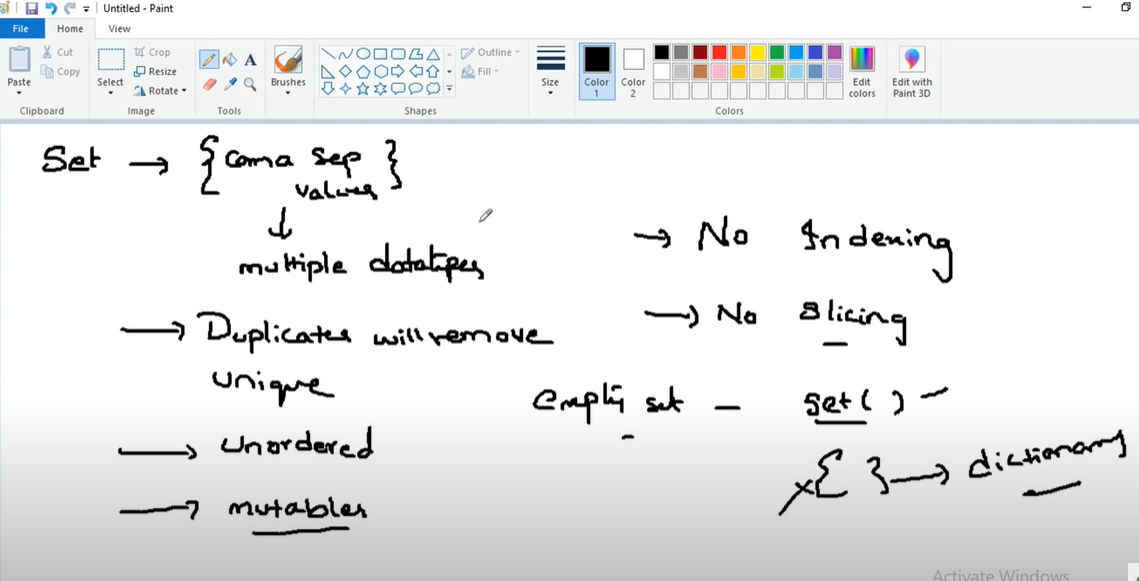 Untitled - Paint
File Home View
Paste
Cut
Copy
Clipboard
Select
Crop
Resize
Rotate
Image
A
Tools
Brushes
Shapes
Outline
Fill
Size
Color 1
Color 2
Colors
Edit colors
Edit with Paint 3D
Set → { Coma Sep
values }
↓
multiple datatipes
→ Duplicates will remove
unique
→ unordered
→ mutables
→ No Indexing
→ No Slicing
empty set - set( )
x{ } → dictionary
Activate Windows